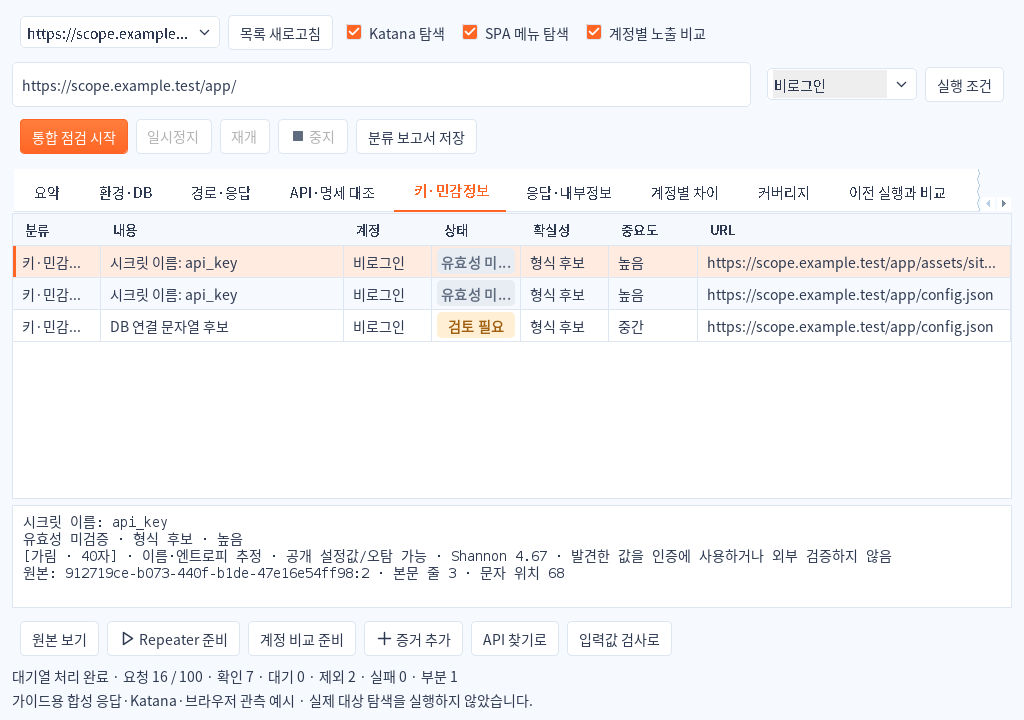 https://scope.example... 목록 새로고침 Katana 탐색 SPA 메뉴 탐색 계정별 노출 비교
https://scope.example.test/app/ 비로그인 실행 조건
통합 점검 시작 일시정지 재개 중지 분류 보고서 저장
요약 환경·DB 경로·응답 API·명세 대조 키·민감정보 응답·내부정보 계정별 차이 커버리지 이전 실행과 비교
분류 내용 계정 상태 확실성 중요도 URL
키·민감... 시크릿 이름: api_key 비로그인 유효성 미... 형식 후보 높음 https://scope.example.test/app/assets/sit...
키·민감... 시크릿 이름: api_key 비로그인 유효성 미... 형식 후보 높음 https://scope.example.test/app/config.json
키·민감... DB 연결 문자열 후보 비로그인 검토 필요 형식 후보 중간 https://scope.example.test/app/config.json
시크릿 이름: api_key
유효성 미검증 · 형식 후보 · 높음
[가림 · 40자] · 이름·엔트로피 추정 · 공개 설정값/오탐 가능 · Shannon 4.67 · 발견한 값을 인증에 사용하거나 외부 검증하지 않음
원본: 912719ce-b073-440f-b1de-47e16e54ff98:2 · 본문 줄 3 · 문자 위치 68
원본 보기 Repeater 준비 계정 비교 준비 증거 추가 API 찾기로 입력값 검사로
대기열 처리 완료 · 요청 16 / 100 · 확인 7 · 대기 0 · 제외 2 · 실패 0 · 부분 1
가이드용 합성 응답·Katana·브라우저 관측 예시 · 실제 대상 탐색을 실행하지 않았습니다.